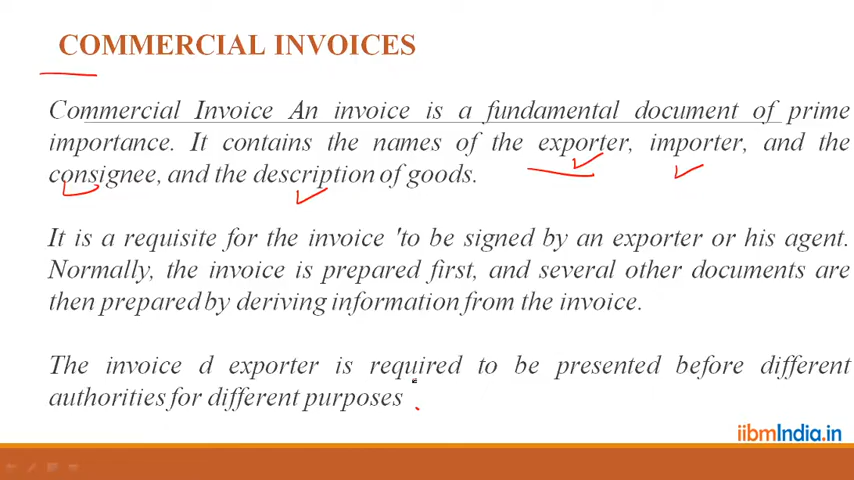 COMMERCIAL INVOICES
Commercial Invoice An invoice is a fundamental document of prime
importance. It contains the names of the exporter, importer, and the
consignee, and the description of goods.
It is a requisite for the invoice 'to be signed by an exporter or his agent.
Normally, the invoice is prepared first, and several other documents are
then prepared by deriving information from the invoice.
The invoice d exporter is required to be presented before different
authorities for different purposes
iibmIndia.in